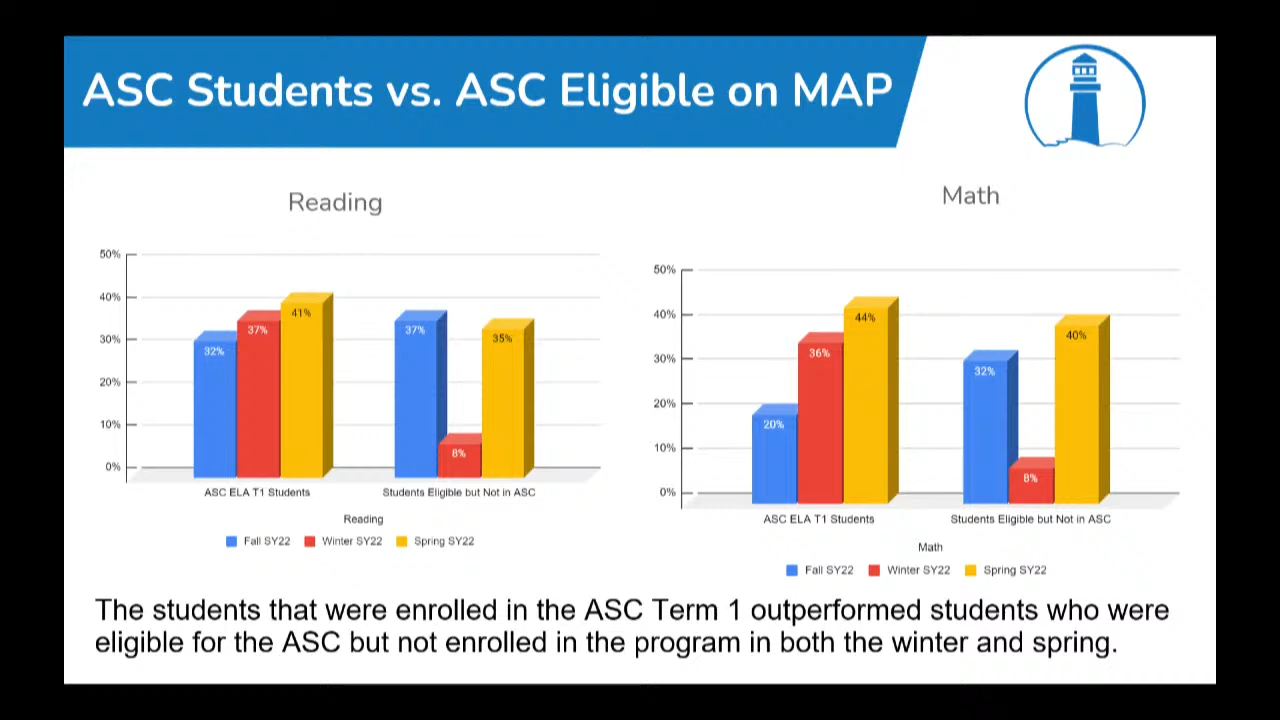 ASC Students vs. ASC Eligible on MAP
Reading
50%
40%
30%
20%
10%
0%
32%
37%
41%
37%
8%
35%
ASC ELA T1 Students
Students Eligible but Not in ASC
Reading
Fall SY22
Winter SY22
Spring SY22
Math
50%
40%
30%
20%
10%
0%
20%
36%
44%
32%
8%
40%
ASC ELA T1 Students
Students Eligible but Not in ASC
Math
Fall SY22
Winter SY22
Spring SY22
The students that were enrolled in the ASC Term 1 outperformed students who were
eligible for the ASC but not enrolled in the program in both the winter and spring.